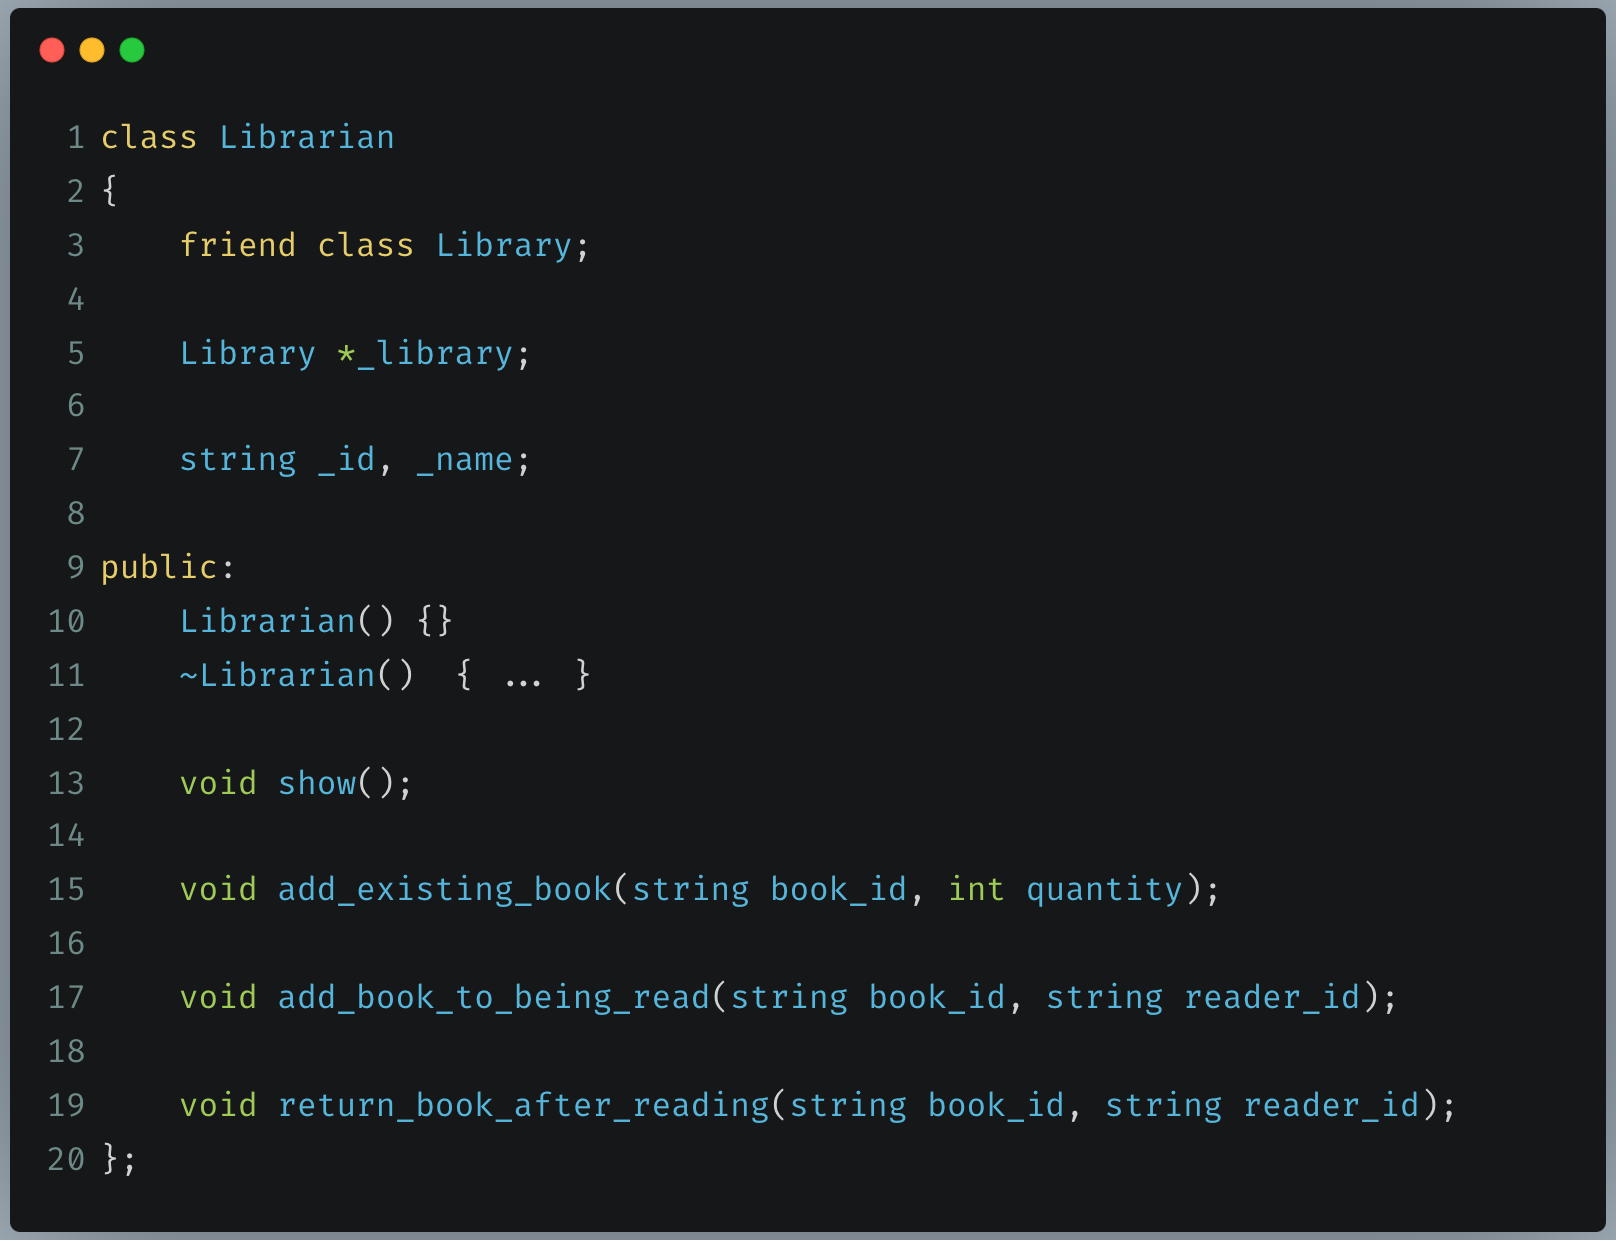 1 class Librarian
2 {
3     friend class Library;
4
5     Library *_library;
6
7     string _id, _name;
8
9 public:
10     Librarian() {}
11     ~Librarian()  { ... }
12
13     void show();
14
15     void add_existing_book(string book_id, int quantity);
16
17     void add_book_to_being_read(string book_id, string reader_id);
18
19     void return_book_after_reading(string book_id, string reader_id);
20 };